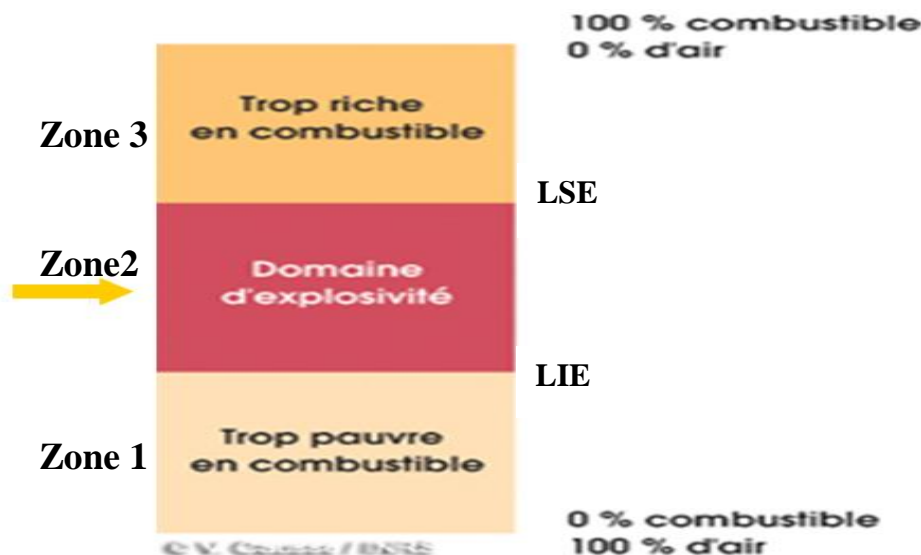 100 % combustible
0 % d'air
Trop riche
en combustible
Zone 3
LSE
Zone2
Domaine
d'explosivité
LIE
Trop pauvre
en combustible
Zone 1
0 % combustible
100 % d'air
© V. / INRS